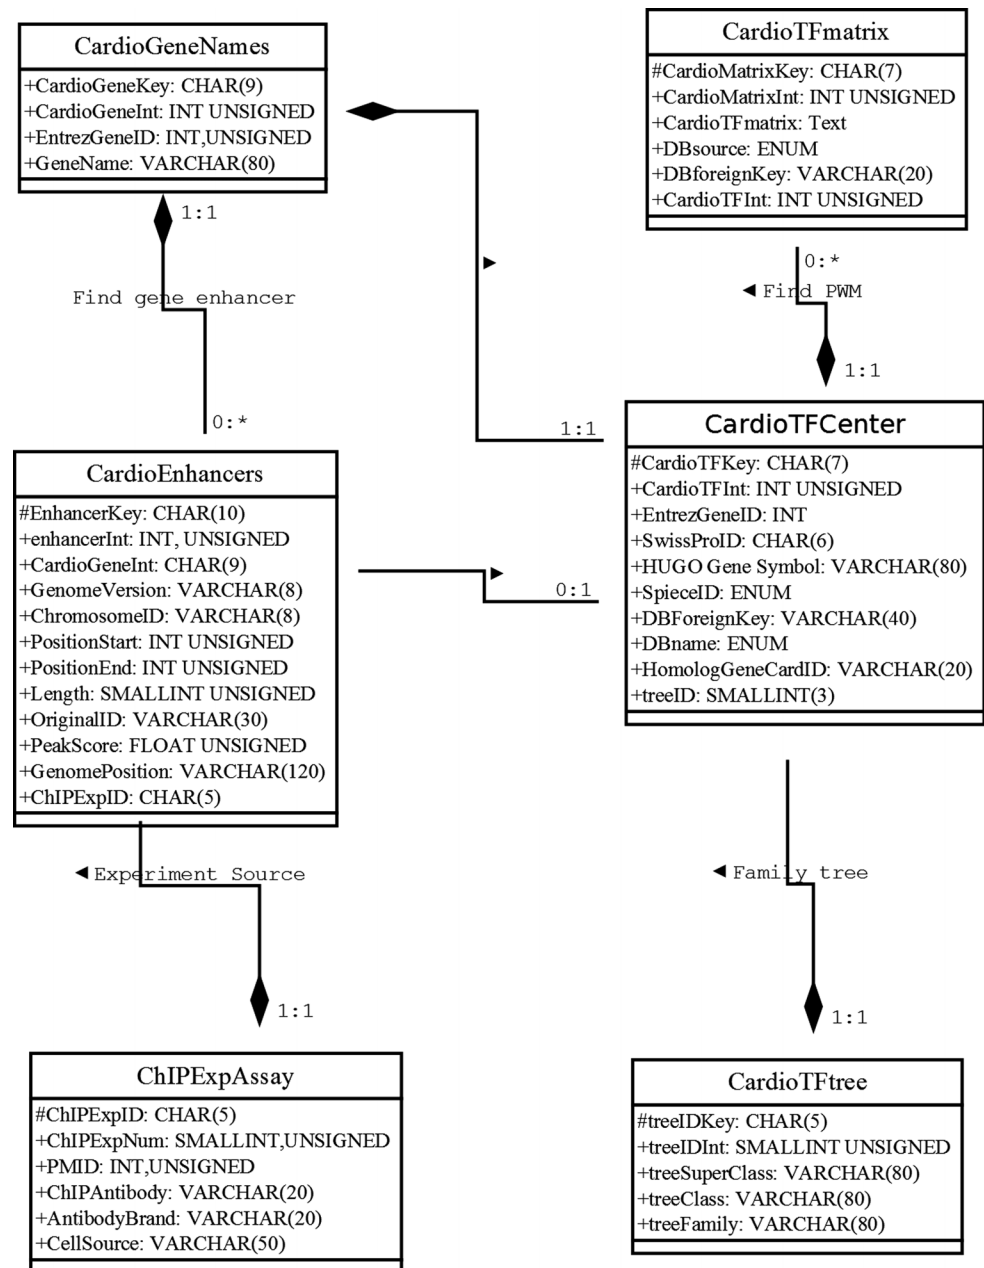 CardioGeneNames
+CardioGeneKey: CHAR(9)
+CardioGeneInt: INT UNSIGNED
+EntrezGeneID: INT,UNSIGNED
+GeneName: VARCHAR(80)
1:1
Find gene enhancer
0:*
CardioTFmatrix
#CardioMatrixKey: CHAR(7)
+CardioMatrixInt: INT UNSIGNED
+CardioTFmatrix: Text
+DBsource: ENUM
+DBforeignKey: VARCHAR(20)
+CardioTFInt: INT UNSIGNED
0:*
Find PWM
1:1
1:1
CardioTFCenter
#CardioTFKey: CHAR(7)
+CardioTFInt: INT UNSIGNED
+EntrezGeneID: INT
+SwissProID: CHAR(6)
+HUGO Gene Symbol: VARCHAR(80)
+SpieceID: ENUM
+DBForeignKey: VARCHAR(40)
+DBname: ENUM
+HomologGeneCardID: VARCHAR(20)
+treeID: SMALLINT(3)
CardioEnhancers
#EnhancerKey: CHAR(10)
+enhancerInt: INT, UNSIGNED
+CardioGeneInt: CHAR(9)
+GenomeVersion: VARCHAR(8)
+ChromosomeID: VARCHAR(8)
+PositionStart: INT UNSIGNED
+PositionEnd: INT UNSIGNED
+Length: SMALLINT UNSIGNED
+OriginalID: VARCHAR(30)
+PeakScore: FLOAT UNSIGNED
+GenomePosition: VARCHAR(120)
+ChIPExpID: CHAR(5)
0:1
Experiment Source
1:1
Family tree
1:1
ChIPExpAssay
#ChIPExpID: CHAR(5)
+ChIPExpNum: SMALLINT,UNSIGNED
+PMID: INT,UNSIGNED
+ChIPAntibody: VARCHAR(20)
+AntibodyBrand: VARCHAR(20)
+CellSource: VARCHAR(50)
CardioTFtree
#treeIDKey: CHAR(5)
+treeIDInt: SMALLINT UNSIGNED
+treeSuperClass: VARCHAR(80)
+treeClass: VARCHAR(80)
+treeFamily: VARCHAR(80)